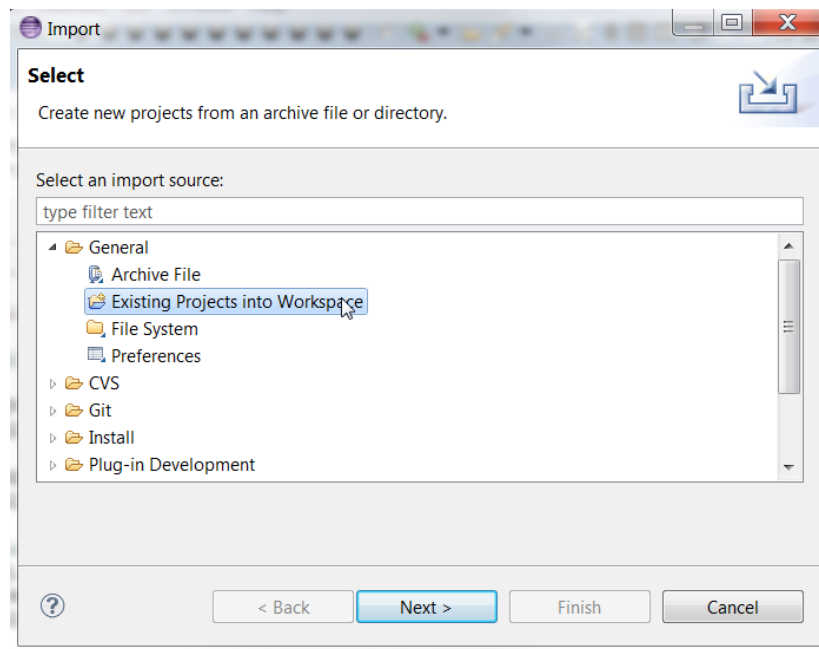 Import
Select
Create new projects from an archive file or directory.
Select an import source:
type filter text
General
Archive File
Existing Projects into Workspace
File System
Preferences
CVS
Git
Install
Plug-in Development
< Back Next > Finish Cancel